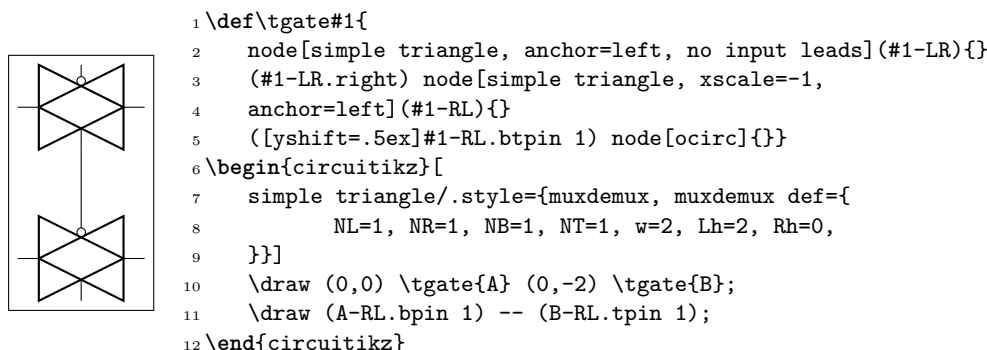 1 \def\tgate#1{
2     node[simple triangle, anchor=left, no input leads](#1-LR){}
3     (#1-LR.right) node[simple triangle, xscale=-1,
4     anchor=left](#1-RL){}
5     ([yshift=.5ex]#1-RL.btpin 1) node[ocirc]{}}
6 \begin{circuitikz}[
7     simple triangle/.style={muxdemux, muxdemux def={
8             NL=1, NR=1, NB=1, NT=1, w=2, Lh=2, Rh=0,
9     }}]
10     \draw (0,0) \tgate{A} (0,-2) \tgate{B};
11     \draw (A-RL.bpin 1) -- (B-RL.tpin 1);
12 \end{circuitikz}